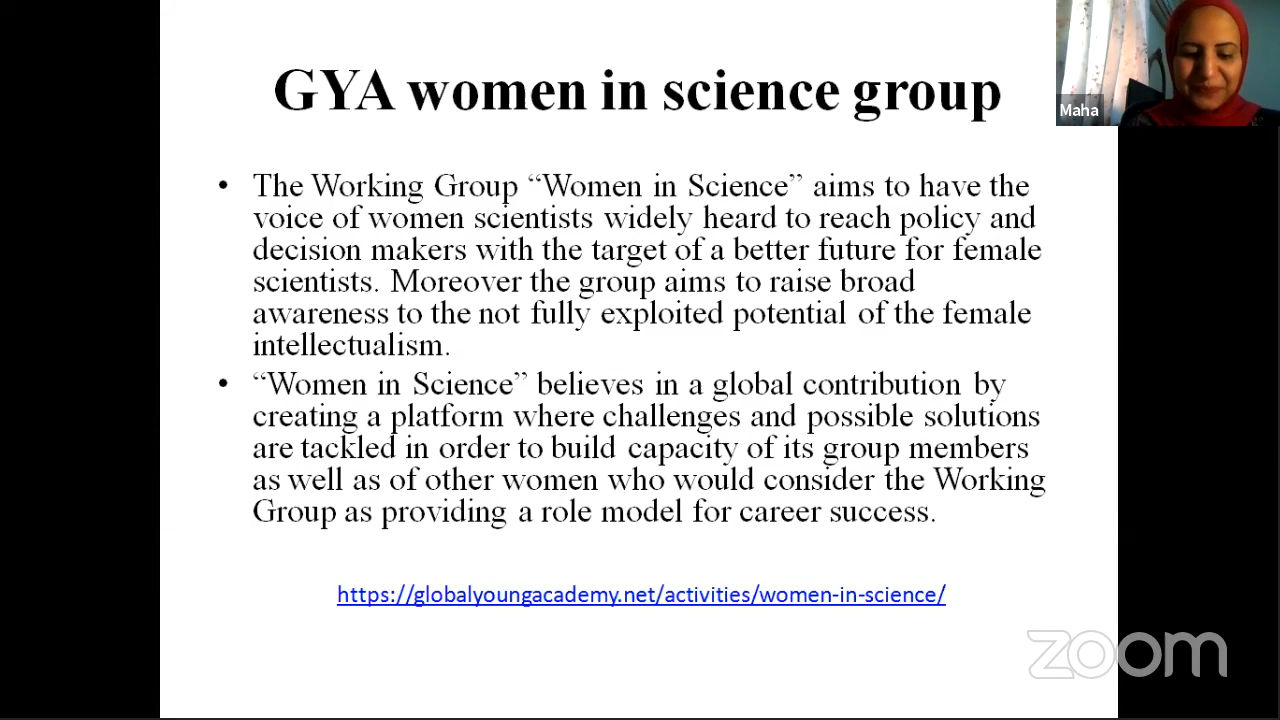 GYA women in science group
Maha
• The Working Group “Women in Science” aims to have the
voice of women scientists widely heard to reach policy and
decision makers with the target of a better future for female
scientists. Moreover the group aims to raise broad
awareness to the not fully exploited potential of the female
intellectualism.
• “Women in Science” believes in a global contribution by
creating a platform where challenges and possible solutions
are tackled in order to build capacity of its group members
as well as of other women who would consider the Working
Group as providing a role model for career success.
https://globalyoungacademy.net/activities/women-in-science/
zoom